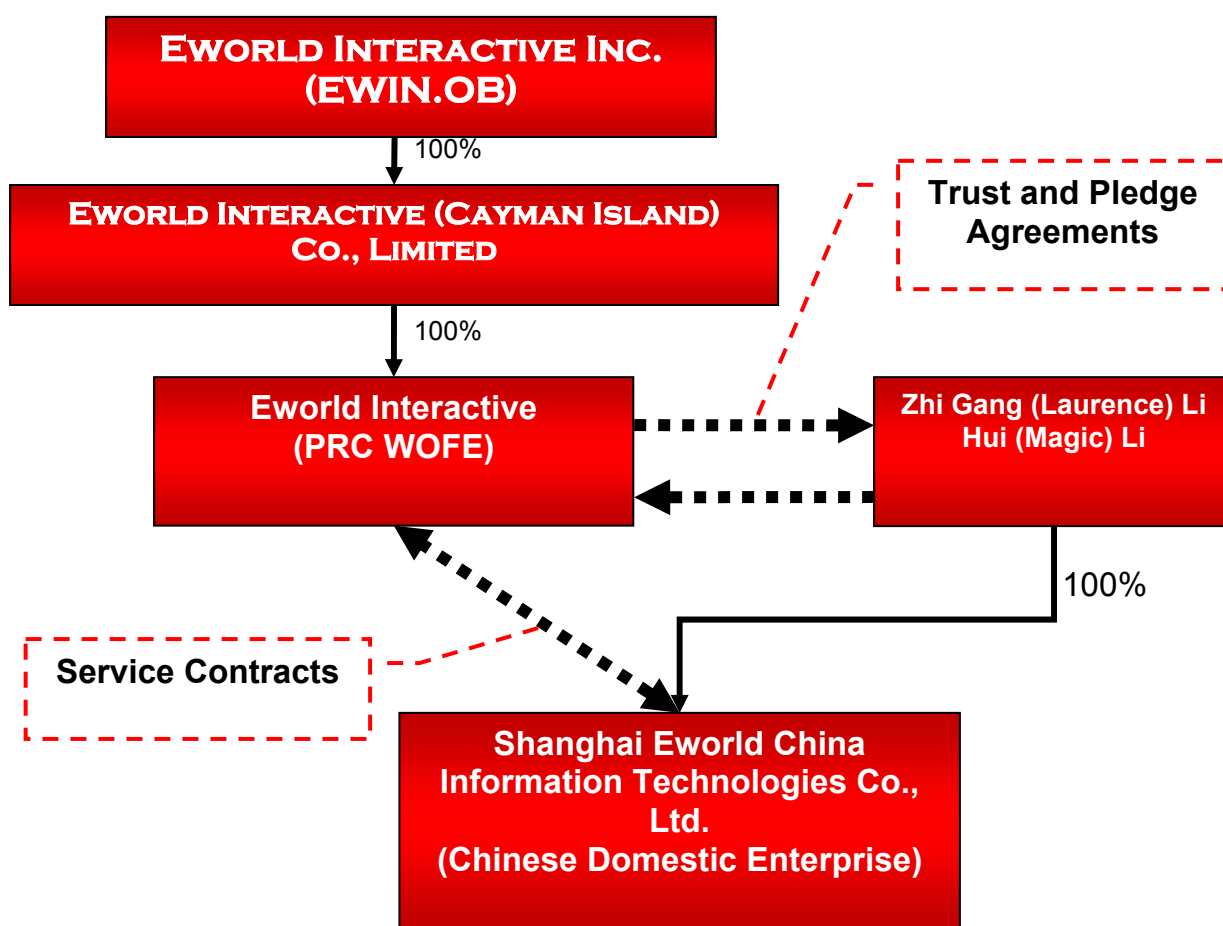 EWORLD INTERACTIVE INC.
(EWIN.OB)
100%
EWORLD INTERACTIVE (CAYMAN ISLAND)
CO., LIMITED
Trust and Pledge
Agreements
100%
Eworld Interactive
(PRC WOFE)
Zhi Gang (Laurence) Li
Hui (Magic) Li
100%
Service Contracts
Shanghai Eworld China
Information Technologies Co.,
Ltd.
(Chinese Domestic Enterprise)